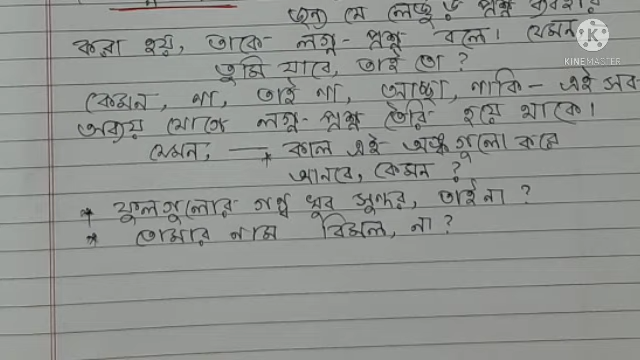 জন্য যে লেজুড় প্রশ্ন ব্যবহার
করা হয়, তাকে লগ্ন - প্রশ্ন বলে। যেমন
তুমি যাবে, তাই তো ?
কেমন, না, তাই না, আচ্ছা, নাকি - এই সব
অব্যয় যোগে লগ্ন - প্রশ্ন তৈরি হয়ে থাকে।
যেমন, — * কাল এই অঙ্কগুলো করে
আনবে, কেমন ?
* ফুলগুলোর গন্ধ খুব সুন্দর, তাইনা ?
* তোমার নাম বিমল, না ?
KINEMASTER